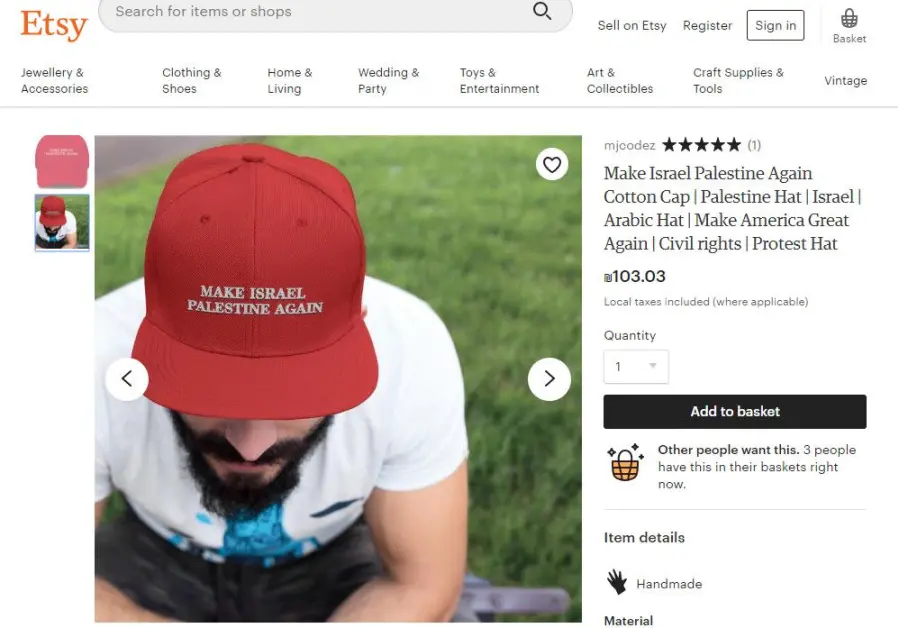 Etsy
Search for items or shops
Sell on Etsy
Register
Sign in
Basket
Jewellery &
Accessories
Clothing &
Shoes
Home &
Living
Wedding &
Party
Toys &
Entertainment
Art &
Collectibles
Craft Supplies &
Tools
Vintage
MAKE ISRAEL
PALESTINE AGAIN
mjcodez ★★★★★ (1)
Make Israel Palestine Again
Cotton Cap | Palestine Hat | Israel |
Arabic Hat | Make America Great
Again | Civil rights | Protest Hat
₪103.03
Local taxes included (where applicable)
Quantity
1
Add to basket
Other people want this. 3 people
have this in their baskets right
now.
Item details
Handmade
Material